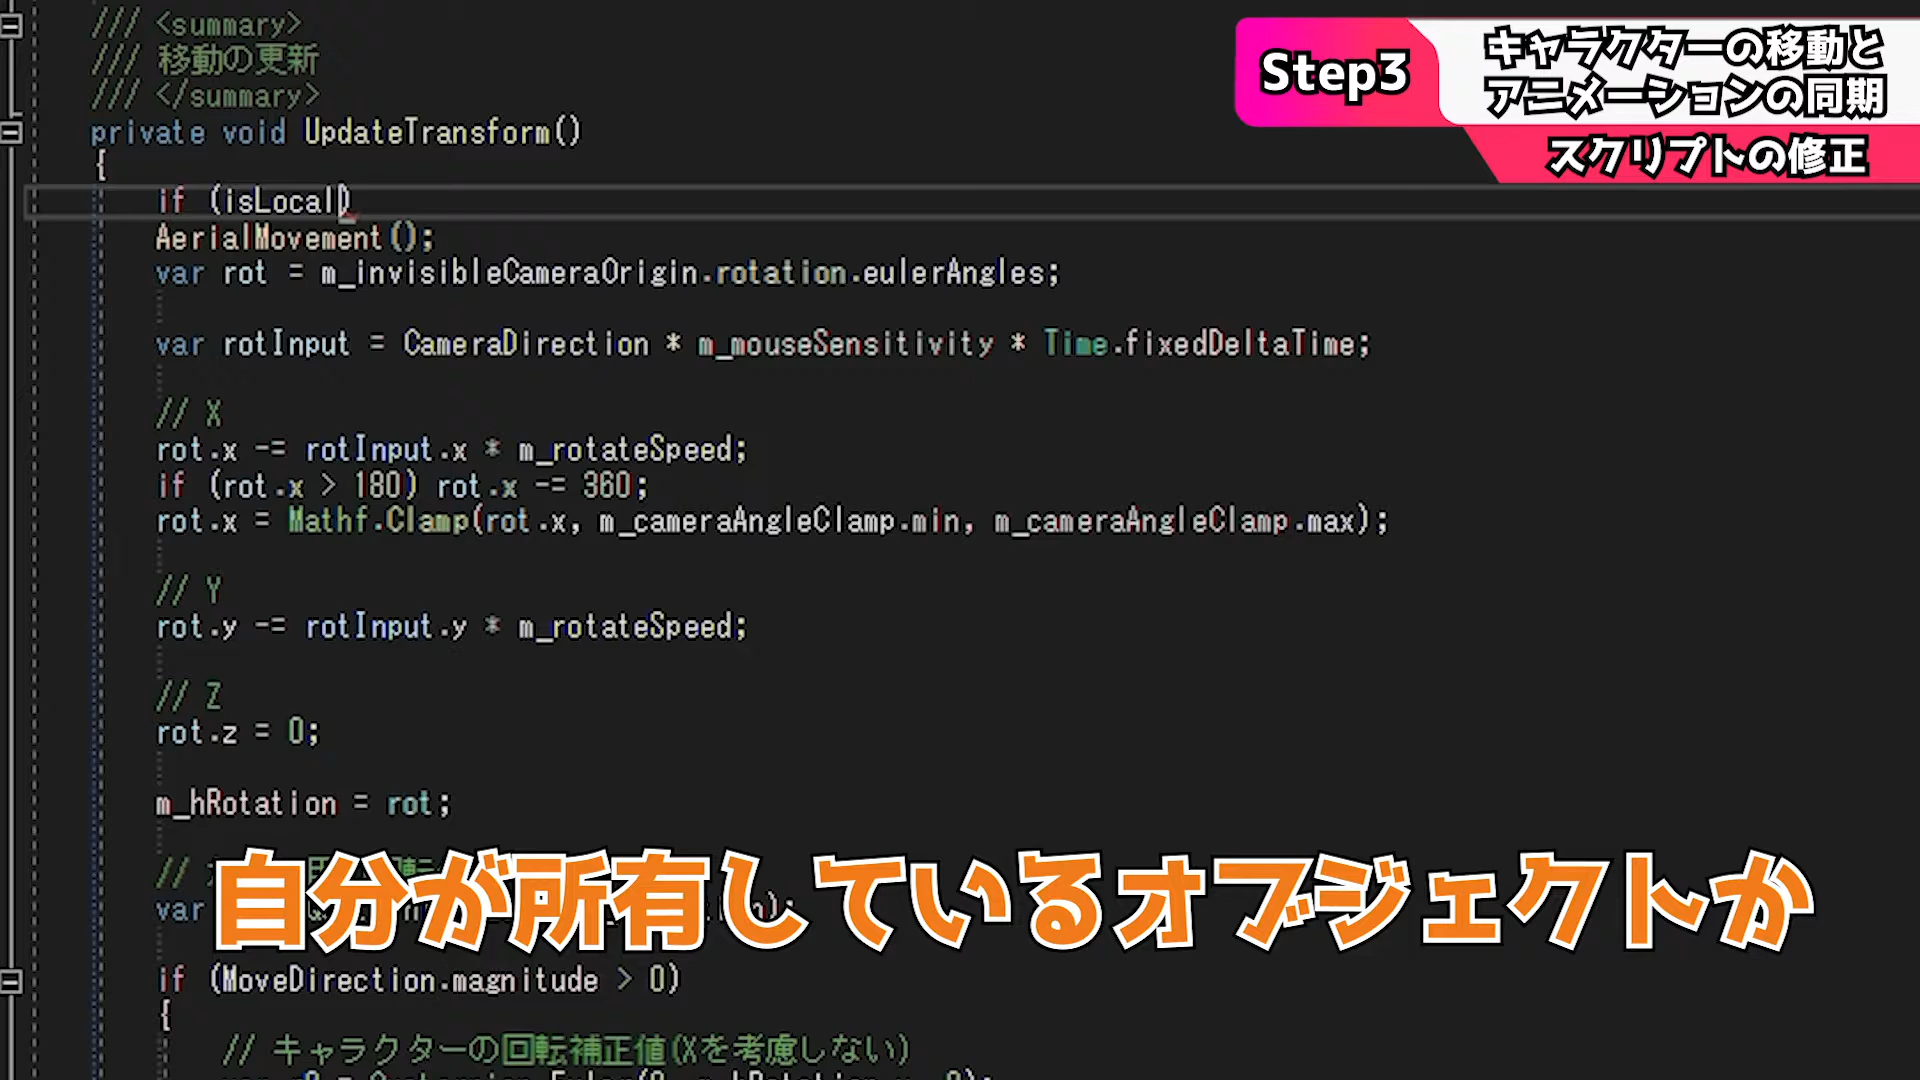 /// <summary>
/// 移動の更新
/// </summary>
private void UpdateTransform()
{
if (isLocal)
AerialMovement();
var rot = m_invisibleCameraOrigin.rotation.eulerAngles;
var rotInput = CameraDirection * m_mouseSensitivity * Time.fixedDeltaTime;
// X
rot.x -= rotInput.x * m_rotateSpeed;
if (rot.x > 180) rot.x -= 360;
rot.x = Mathf.Clamp(rot.x, m_cameraAngleClamp.min, m_cameraAngleClamp.max);
// Y
rot.y -= rotInput.y * m_rotateSpeed;
// Z
rot.z = 0;
m_hRotation = rot;
//
var
if (MoveDirection.magnitude > 0)
{
// キャラクターの回転補正値(Xを考慮しない)
Step3
キャラクターの移動と
アニメーションの同期
スクリプトの修正
自分が所有しているオブジェクトか